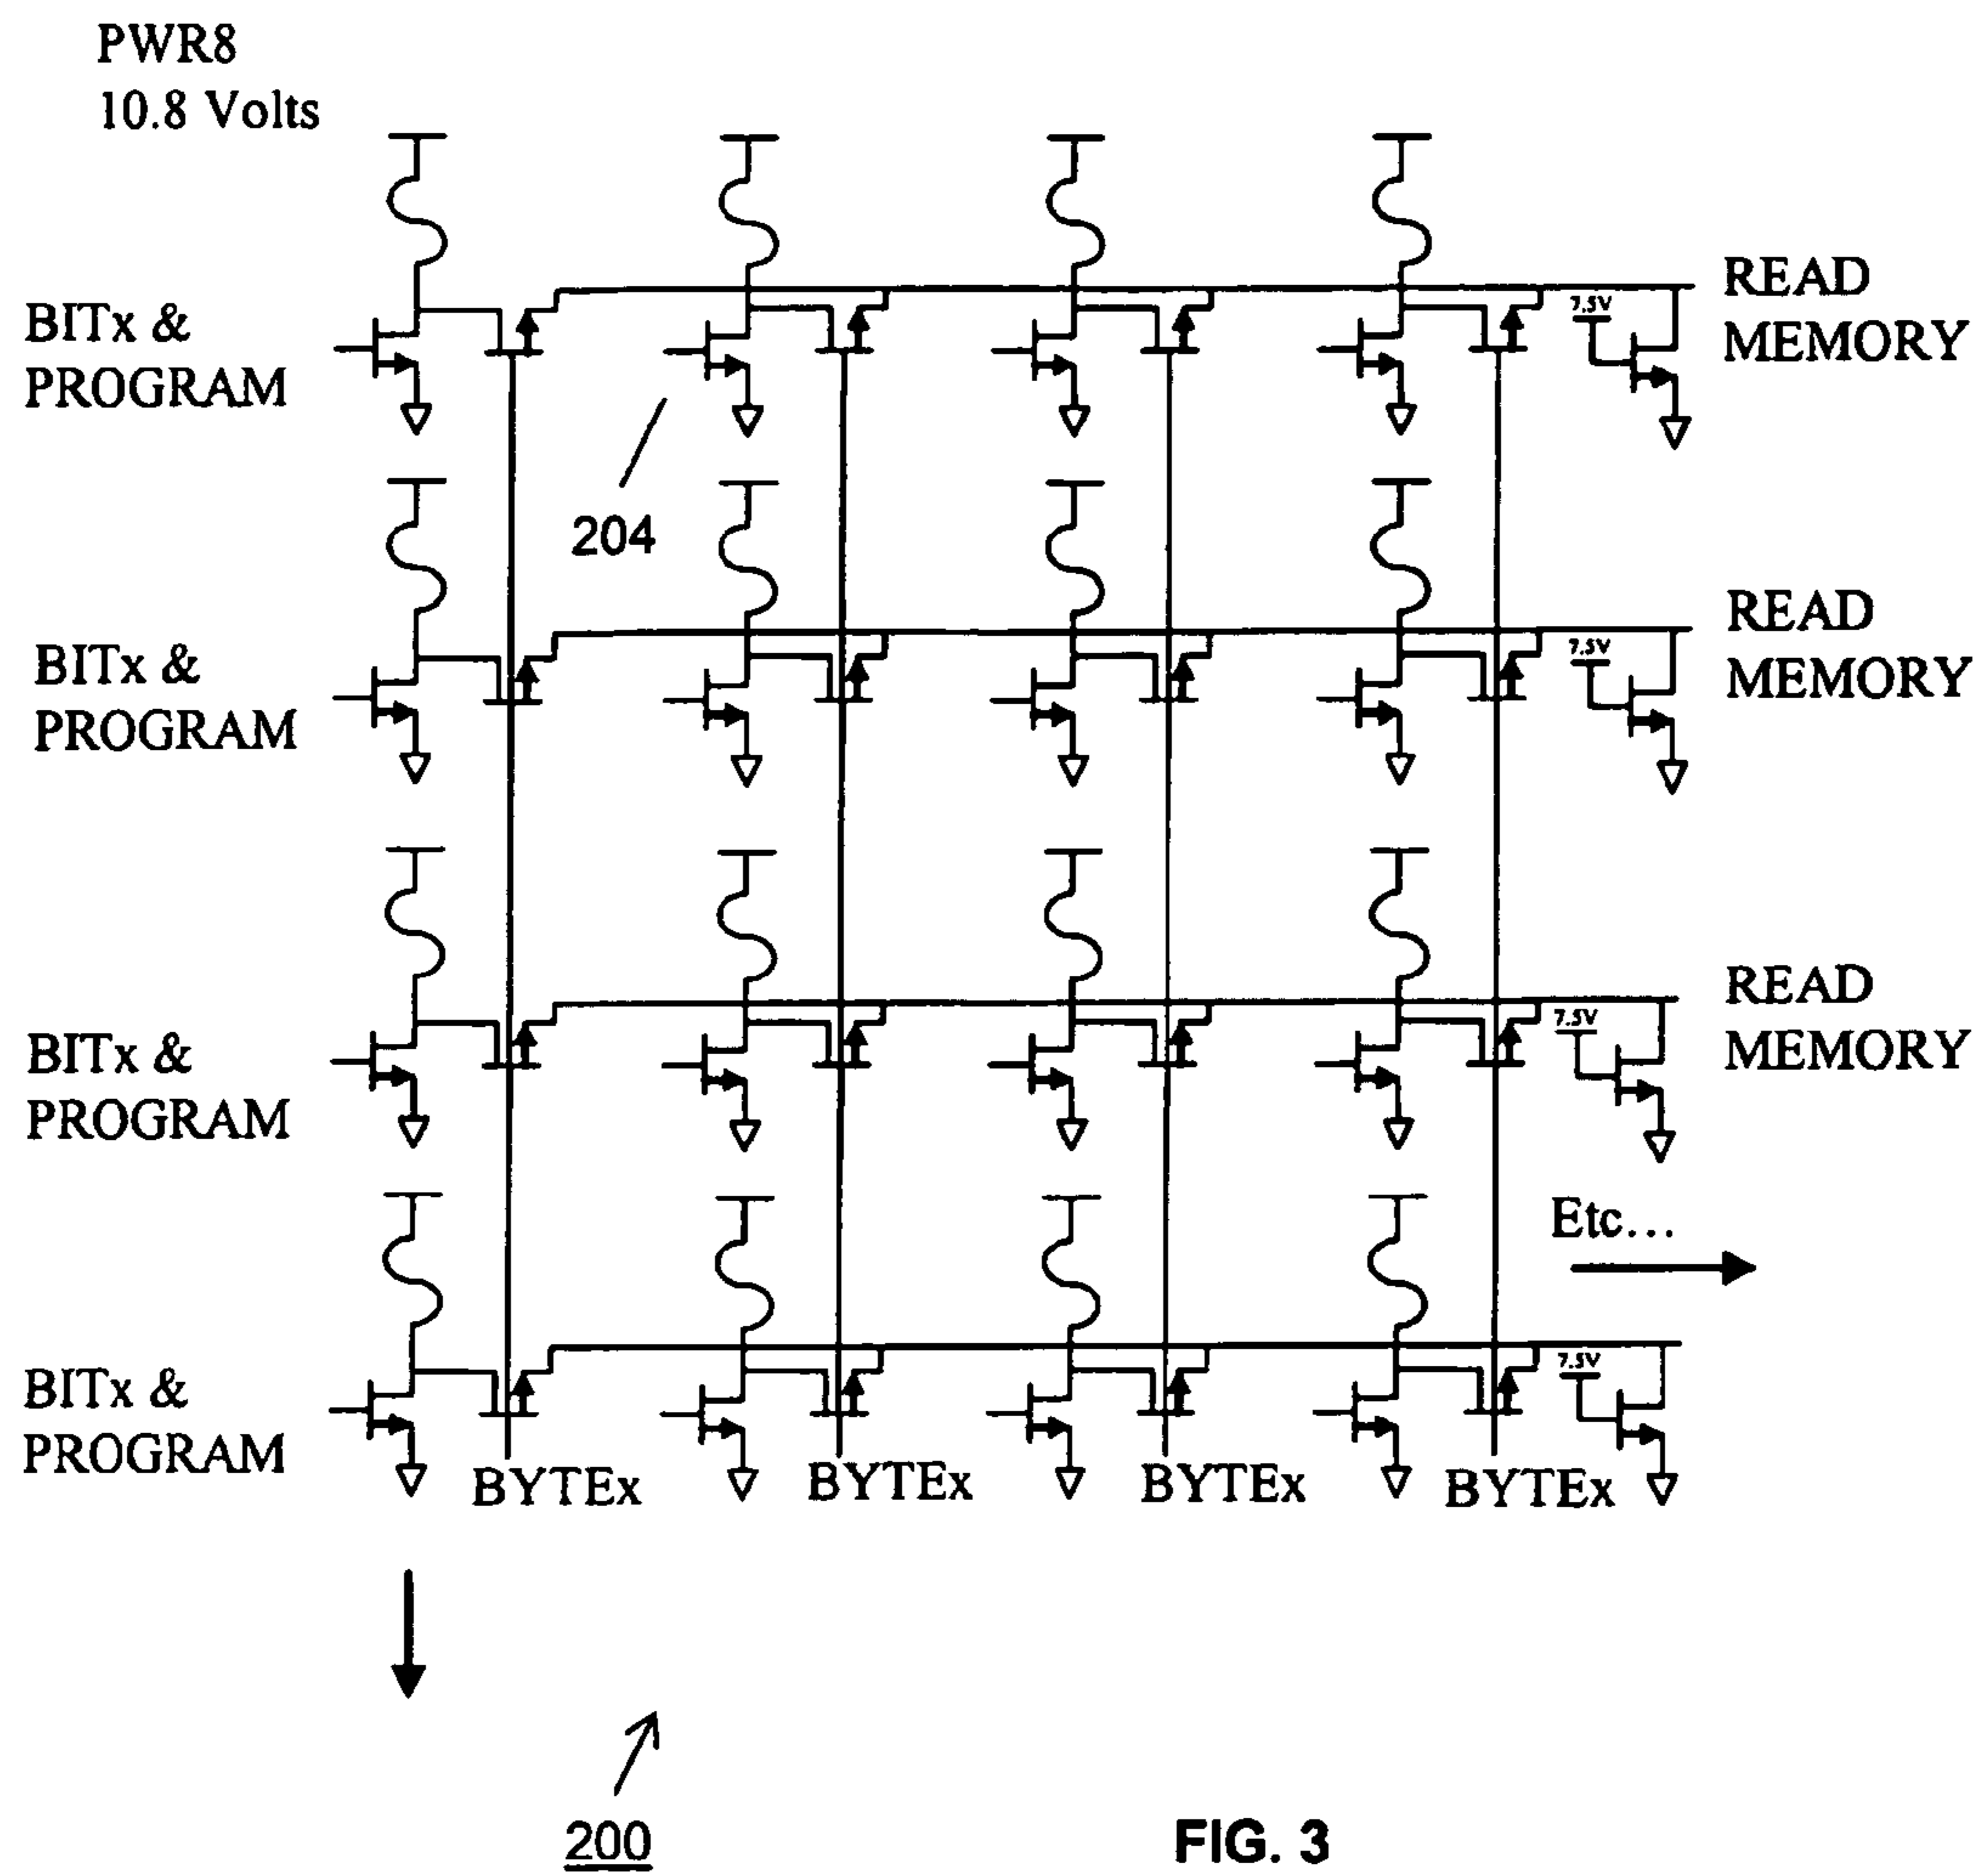 PWR8
10.8 Volts
BITx &
PROGRAM
7.5V
READ
MEMORY
204
BITx &
PROGRAM
7.5V
READ
MEMORY
BITx &
PROGRAM
7.5V
READ
MEMORY
Etc...
BITx &
PROGRAM
7.5V
BYTEx BYTEx BYTEx BYTEx
200
FIG. 3